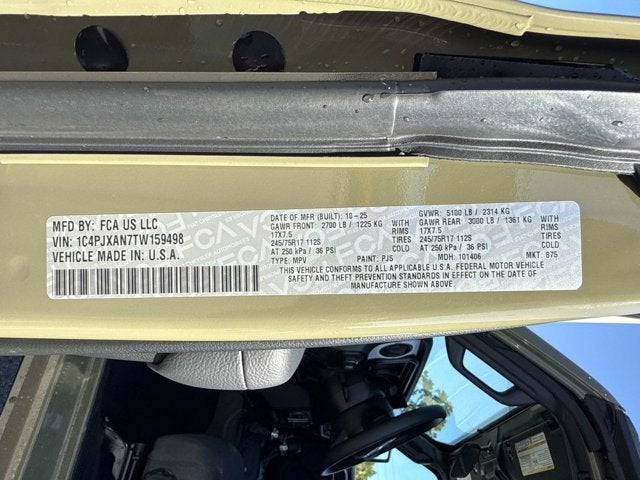 MFD BY: FCA US LLC
VIN: 1C4PJXAN7TW159498
VEHICLE MADE IN: U.S.A.
DATE OF MFR (BUILT): 10-25
GAWR FRONT: 2700 LB / 1225 KG
17X7.5
245/75R17 112S
AT 250 kPa / 36 PSI
TYPE: MPV
WITH
RIMS
TIRES
COLD
GVWR: 5100 LB / 2314 KG
GAWR REAR: 3000 LB / 1361 KG
17X7.5
245/75R17 112S
AT 250 kPa / 36 PSI
WITH
RIMS
TIRES
COLD
PAINT: PJS MDH: 101406 MKT: B75
THIS VEHICLE CONFORMS TO ALL APPLICABLE U.S.A. FEDERAL MOTOR VEHICLE
SAFETY AND THEFT PREVENTION STANDARDS IN EFFECT ON THE DATE OF
MANUFACTURE SHOWN ABOVE.